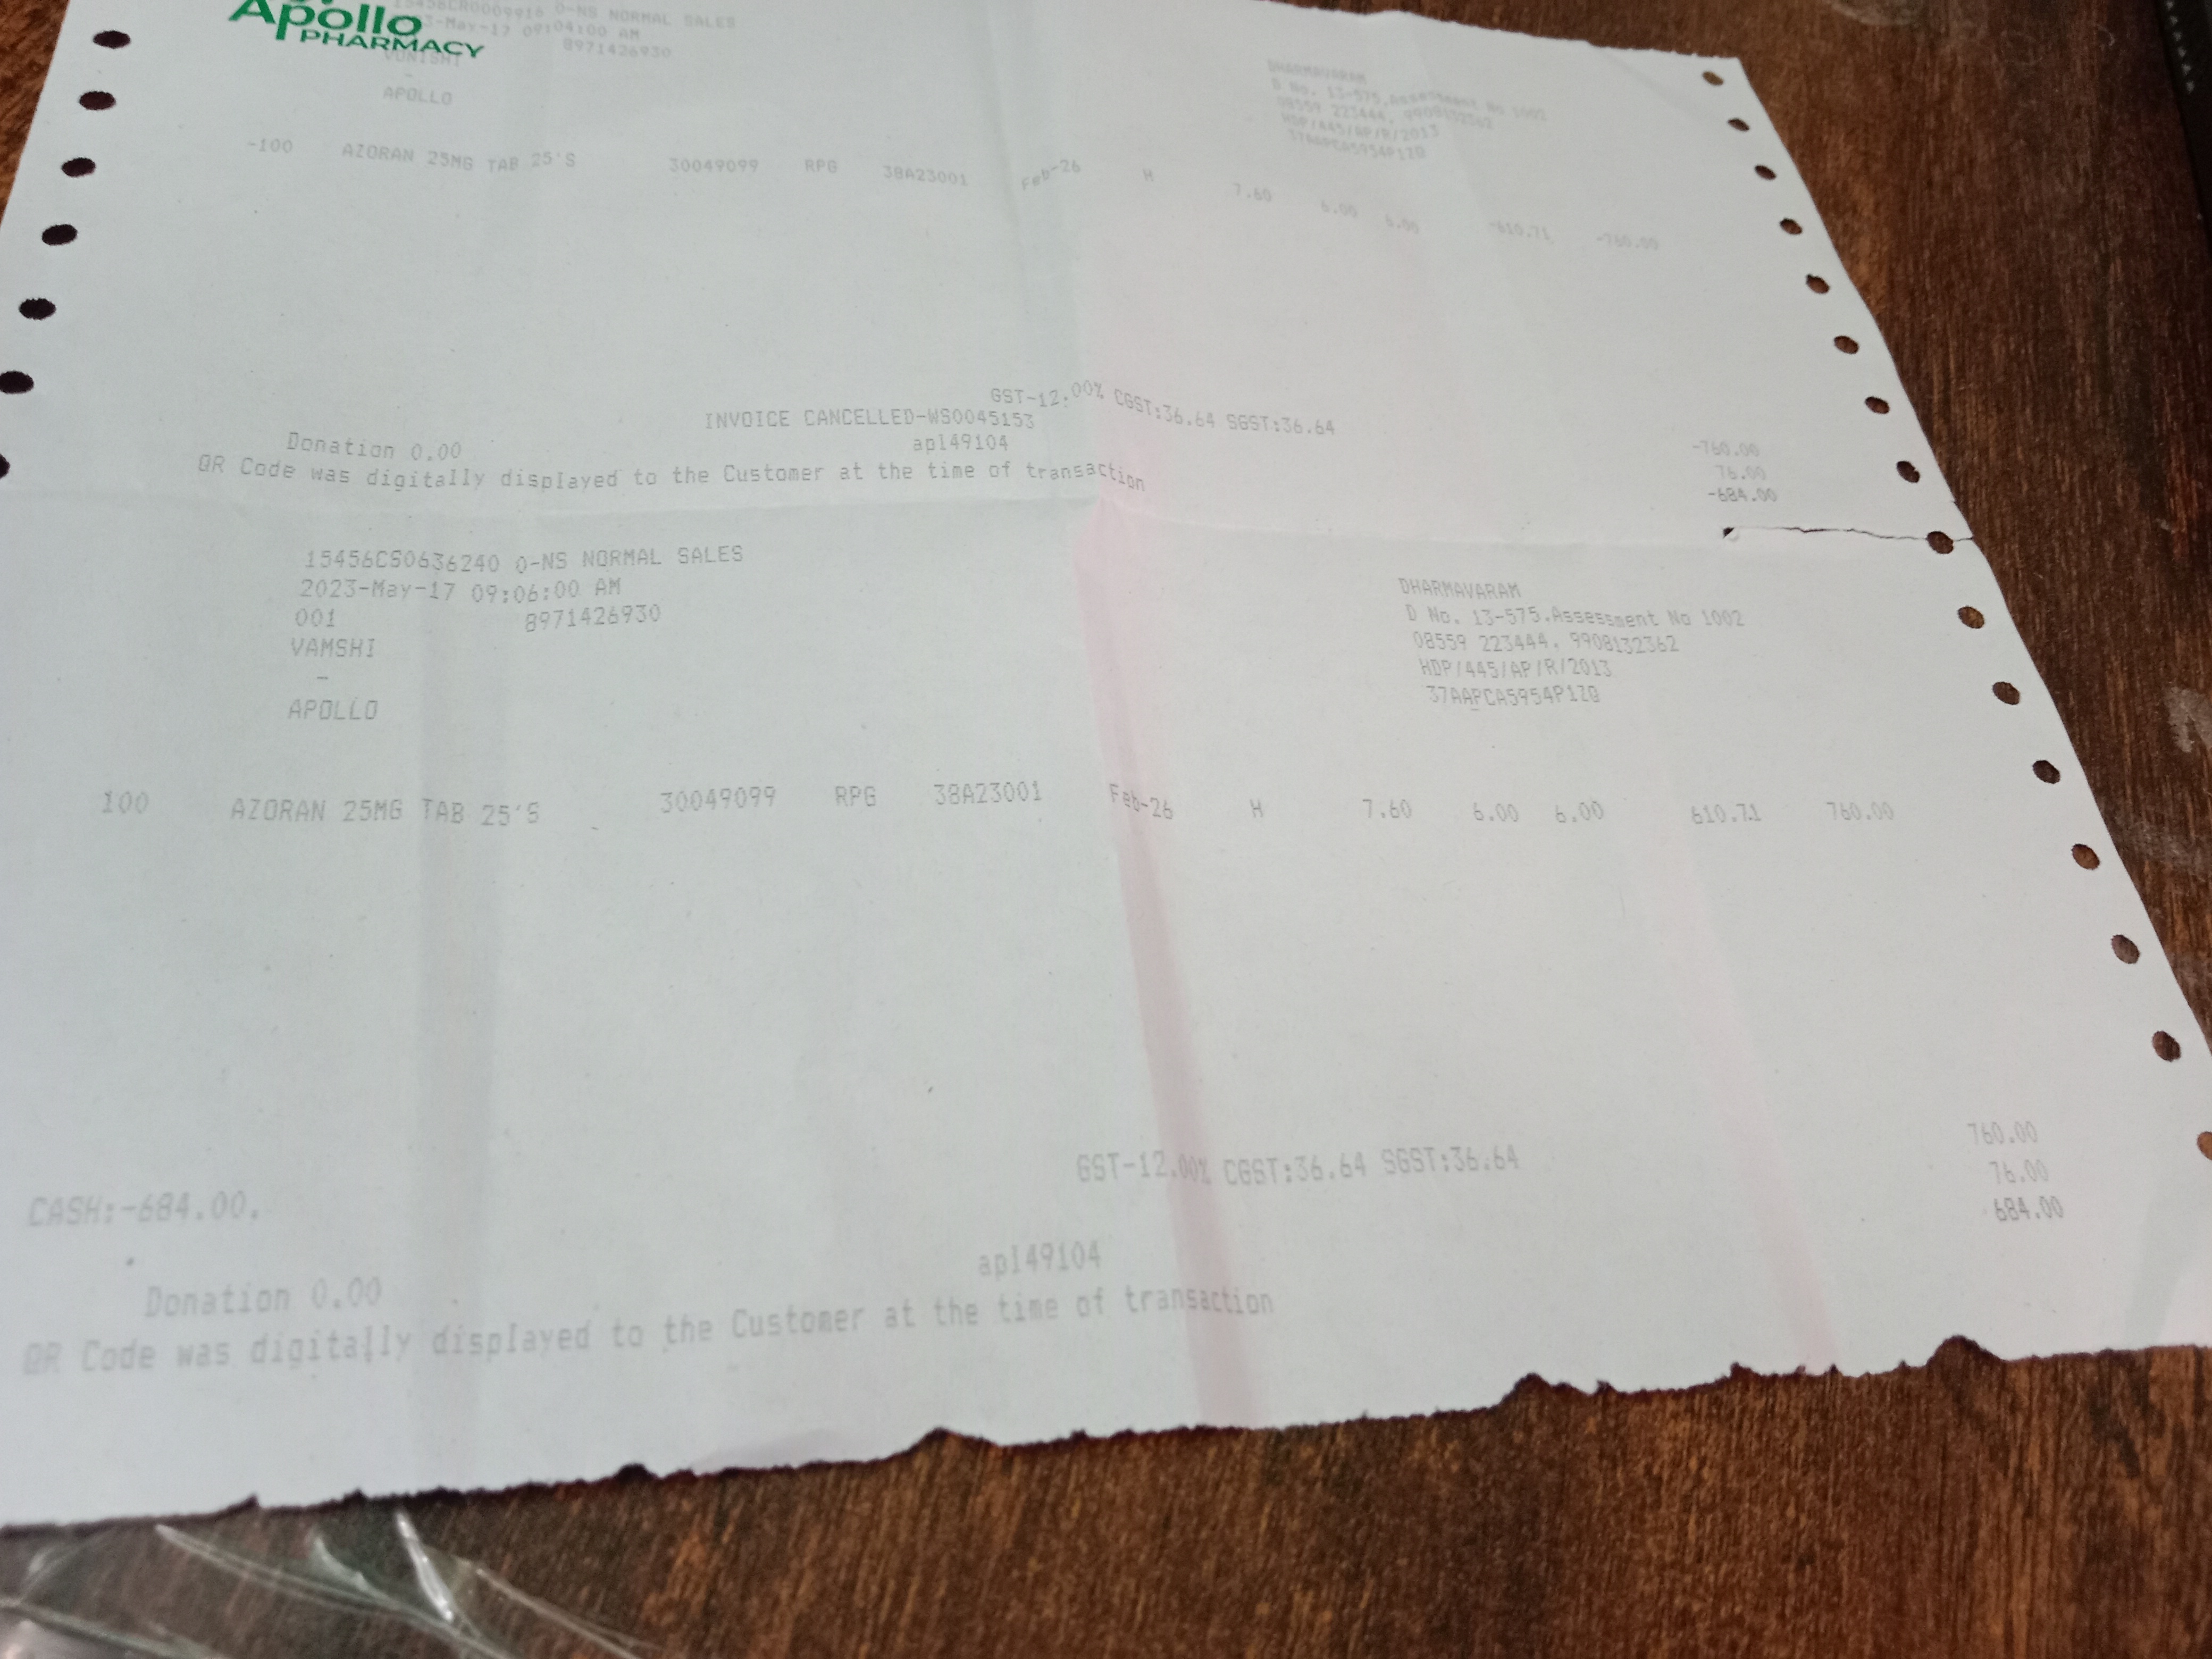 Apollo
PHARMACY
0-NS NORMAL SALES
-May-17 09:04:00 AM
8971426930
-
APOLLO
DHARMAVARAM
D No. 13-575,Assessment No 1002
08559 223444, 9908132362
HDP/445/AP/R/2013
37AAPCA5954P1ZQ
-100 AZORAN 25MG TAB 25'S 30049099 RPG 38A23001 Feb-26 H 7.60 6.00 6.00 -610.71 -760.00
GST-12.00% CGST:36.64 SGST:36.64
INVOICE CANCELLED-WS0045153
-760.00
Donation 0.00 apl49104
76.00
QR Code was digitally displayed to the Customer at the time of transaction
-684.00
15456CS0636240 0-NS NORMAL SALES
2023-May-17 09:06:00 AM
001 8971426930
VAMSHI
-
APOLLO
DHARMAVARAM
D No. 13-575,Assessment No 1002
08559 223444, 9908132362
HDP/445/AP/R/2013
37AAPCA5954P1ZQ
100 AZORAN 25MG TAB 25'S 30049099 RPG 38A23001 Feb-26 H 7.60 6.00 6.00 610.71 760.00
760.00
GST-12.00% CGST:36.64 SGST:36.64
76.00
CASH:-684.00.
684.00
apl49104
Donation 0.00
QR Code was digitally displayed to the Customer at the time of transaction